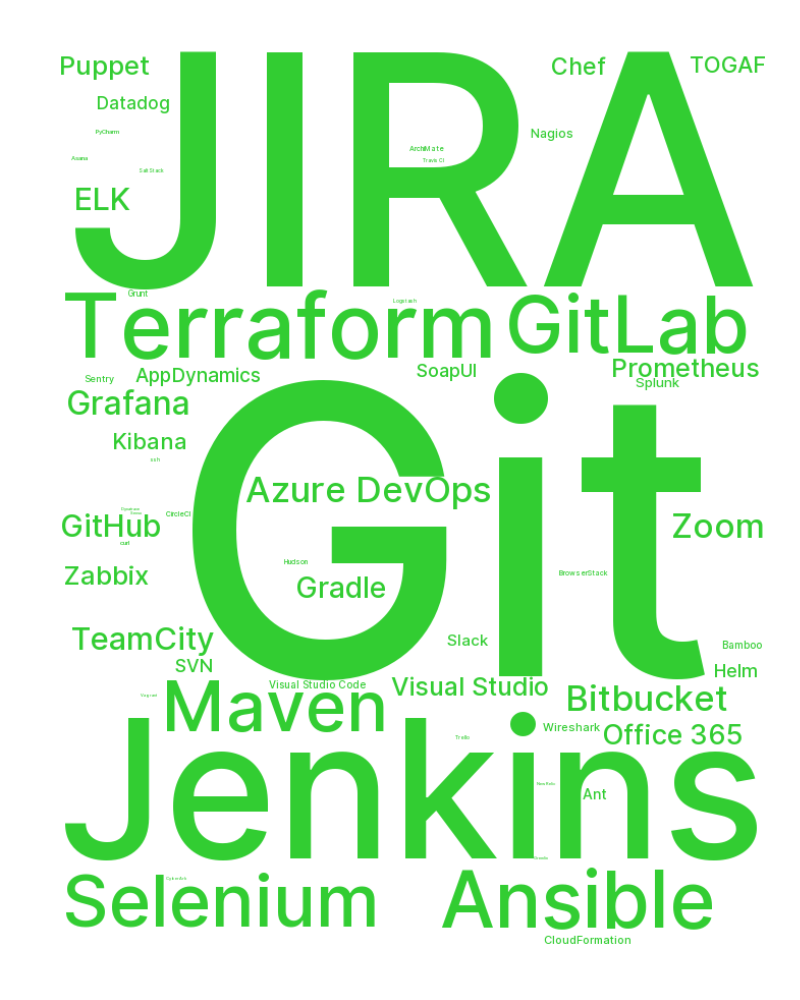 JIRA
Puppet
Chef
TOGAF
Datadog
PyCharm
Nagios
ArchiMate
Travis CI
Asana
SaltStack
ELK
Grunt
Terraform
GitLab
Logstash
Prometheus
SoapUI
AppDynamics
Sentry
Splunk
Grafana
Git
Kibana
ssh
Azure DevOps
CircleCI
GitHub
Zoom
curl
Hudson
BrowserStack
Zabbix
Gradle
TeamCity
Slack
Bamboo
SVN
Helm
Visual Studio Code
Visual Studio
Maven
Bitbucket
Wireshark
Office 365
Jenkins
Trello
Ant
Selenium
Ansible
CloudFormation